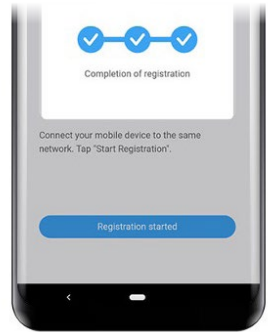 Completion of registration
Connect your mobile device to the same
network. Tap "Start Registration".
Registration started